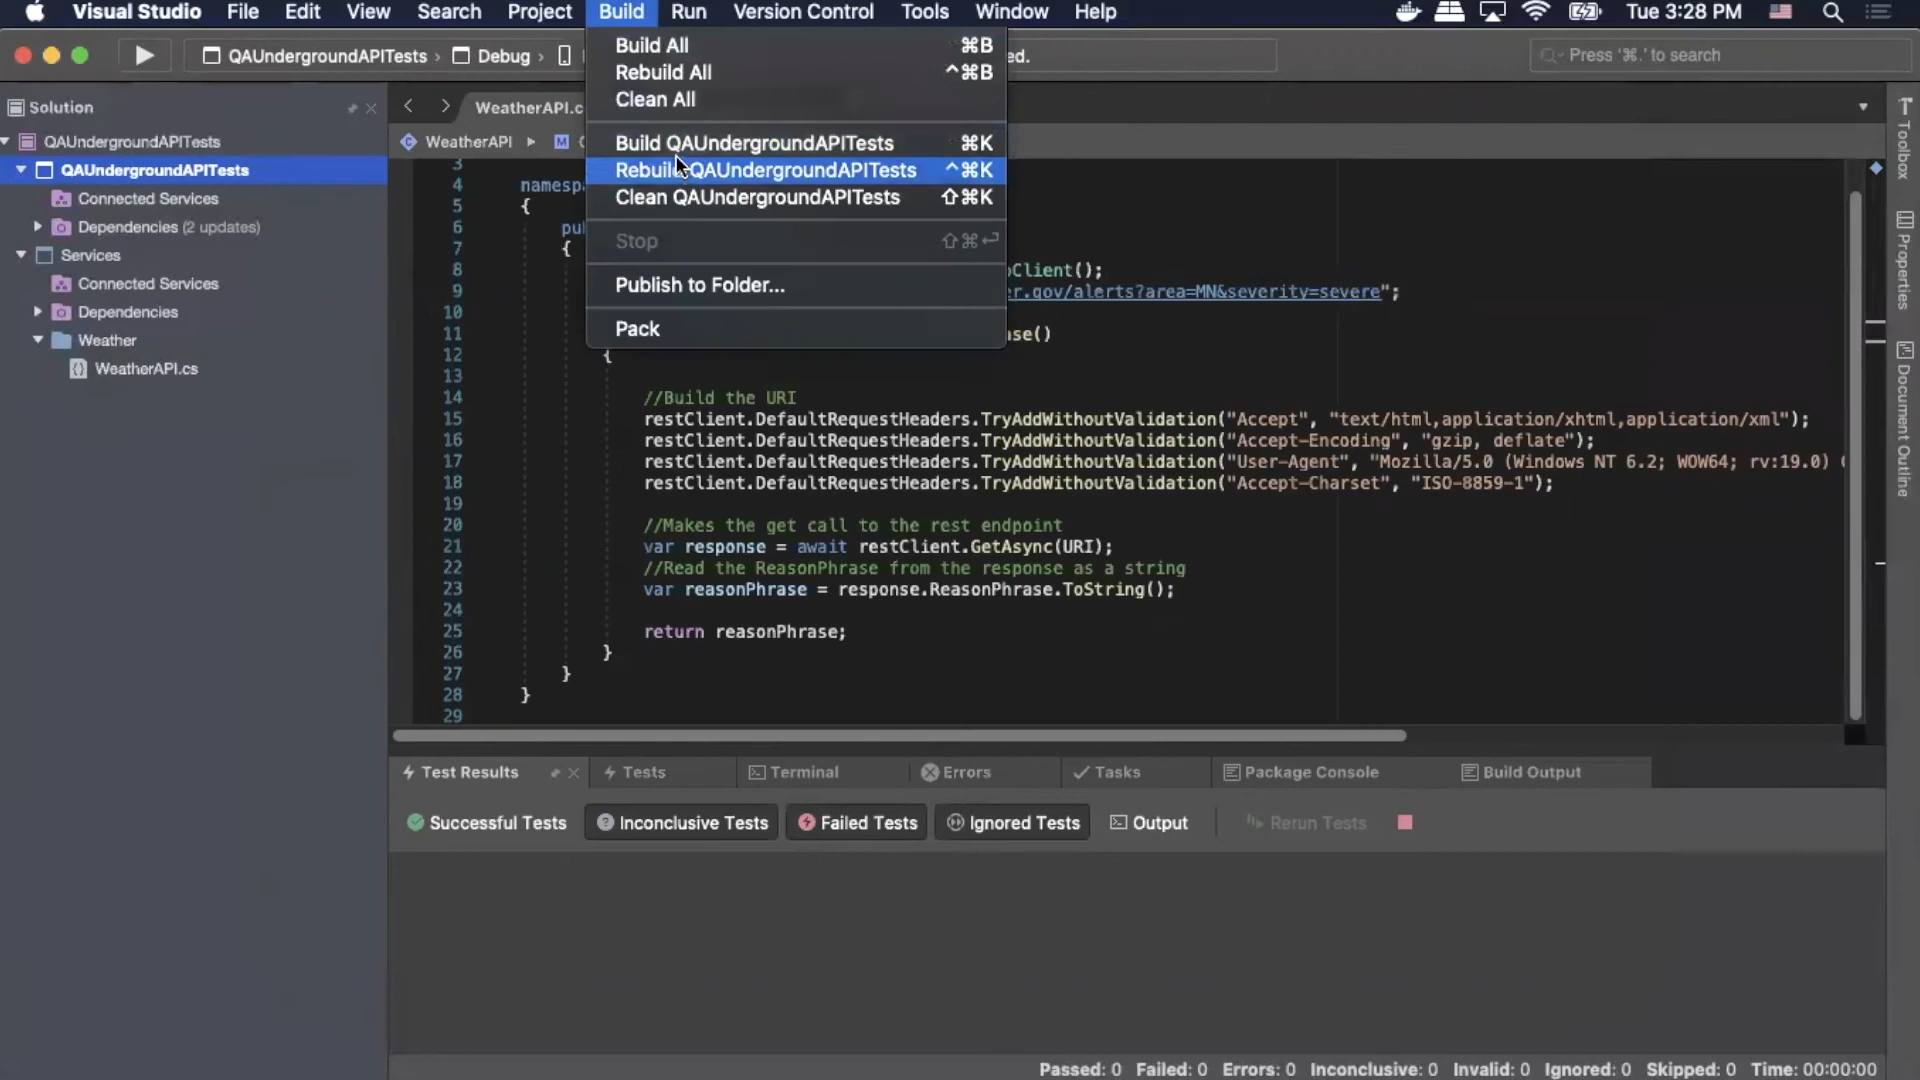 Visual Studio File Edit View Search Project Build Run Version Control Tools Window Help Tue 3:28 PM
QAUndergroundAPITests › Debug › ed. Press '⌘.' to search
Build All ⌘B
Rebuild All ^⌘B
Clean All
Build QAUndergroundAPITests ⌘K
Rebuild QAUndergroundAPITests ^⌘K
Clean QAUndergroundAPITests ⇧⌘K
Stop ⇧⌘↩
Publish to Folder...
Pack
Solution
QAUndergroundAPITests
QAUndergroundAPITests
Connected Services
Dependencies (2 updates)
Services
Connected Services
Dependencies
Weather
WeatherAPI.cs
WeatherAPI.c
WeatherAPI M
3
4 namesp
5 {
6 pu
7 {
8 Client();
9 er.gov/alerts?area=MN&severity=severe";
10
11 ase()
12 {
13
14 //Build the URI
15 restClient.DefaultRequestHeaders.TryAddWithoutValidation("Accept", "text/html,application/xhtml,application/xml");
16 restClient.DefaultRequestHeaders.TryAddWithoutValidation("Accept-Encoding", "gzip, deflate");
17 restClient.DefaultRequestHeaders.TryAddWithoutValidation("User-Agent", "Mozilla/5.0 (Windows NT 6.2; WOW64; rv:19.0)
18 restClient.DefaultRequestHeaders.TryAddWithoutValidation("Accept-Charset", "ISO-8859-1");
19
20 //Makes the get call to the rest endpoint
21 var response = await restClient.GetAsync(URI);
22 //Read the ReasonPhrase from the response as a string
23 var reasonPhrase = response.ReasonPhrase.ToString();
24
25 return reasonPhrase;
26 }
27 }
28 }
29
Toolbox
Properties
Document Outline
Test Results Tests Terminal Errors Tasks Package Console Build Output
Successful Tests Inconclusive Tests Failed Tests Ignored Tests Output Rerun Tests
Passed: 0 Failed: 0 Errors: 0 Inconclusive: 0 Invalid: 0 Ignored: 0 Skipped: 0 Time: 00:00:00